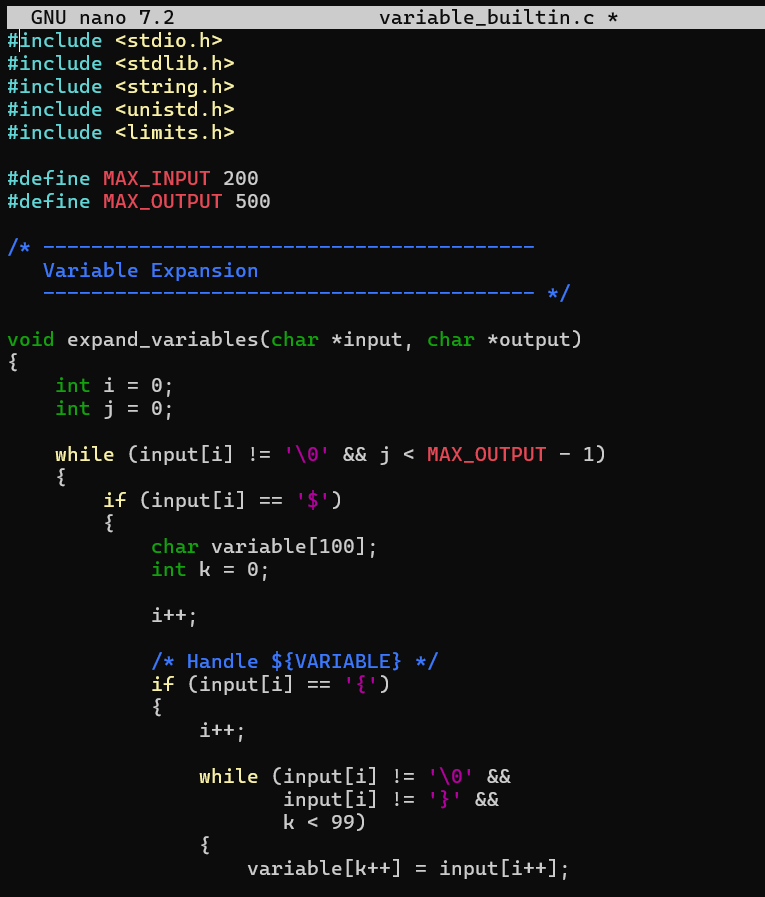 GNU nano 7.2 variable_builtin.c *
#include <stdio.h>
#include <stdlib.h>
#include <string.h>
#include <unistd.h>
#include <limits.h>

#define MAX_INPUT 200
#define MAX_OUTPUT 500

/* -----------------------------------------
   Variable Expansion
   ----------------------------------------- */

void expand_variables(char *input, char *output)
{
    int i = 0;
    int j = 0;

    while (input[i] != '\0' && j < MAX_OUTPUT - 1)
    {
        if (input[i] == '$')
        {
            char variable[100];
            int k = 0;

            i++;

            /* Handle ${VARIABLE} */
            if (input[i] == '{')
            {
                i++;

                while (input[i] != '\0' &&
                       input[i] != '}' &&
                       k < 99)
                {
                    variable[k++] = input[i++];